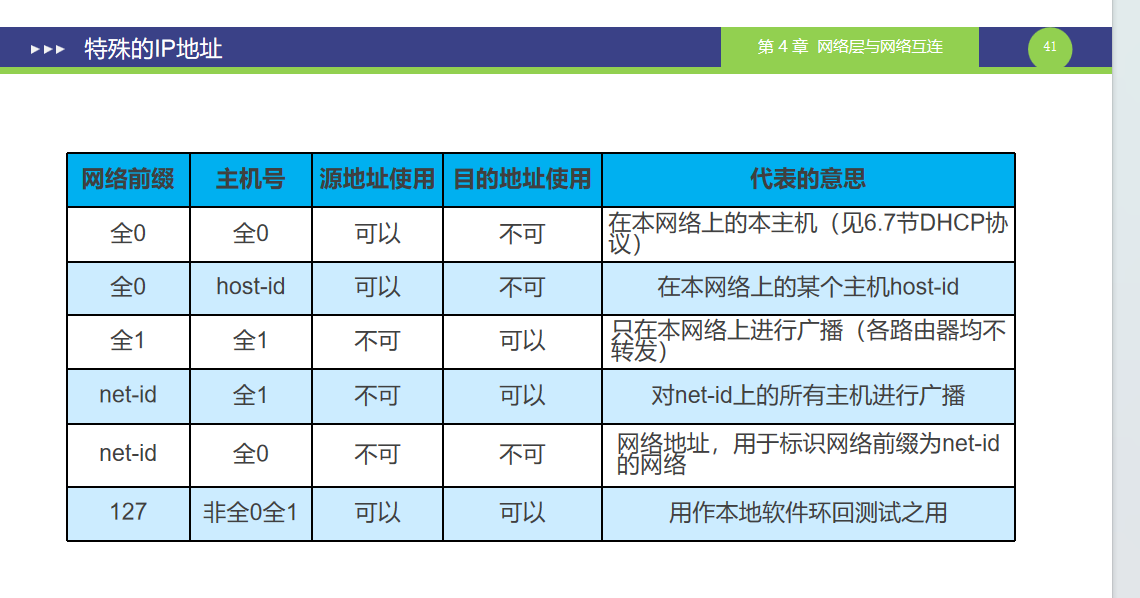 特殊的IP地址
第 4 章 网络层与网络互连
41
网络前缀 主机号 源地址使用 目的地址使用 代表的意思
全0 全0 可以 不可 在本网络上的本主机（见6.7节DHCP协
议）
全0 host-id 可以 不可 在本网络上的某个主机host-id
全1 全1 不可 可以 只在本网络上进行广播（各路由器均不
转发）
net-id 全1 不可 可以 对net-id上的所有主机进行广播
net-id 全0 不可 不可 网络地址，用于标识网络前缀为net-id
的网络
127 非全0全1 可以 可以 用作本地软件环回测试之用